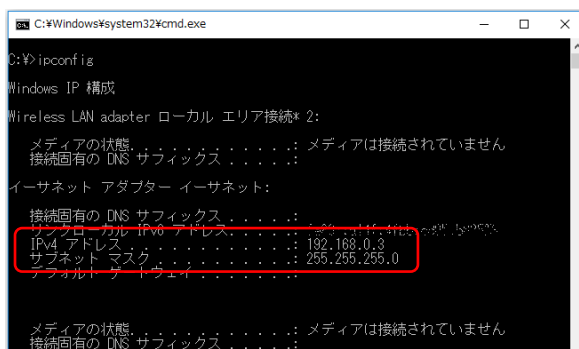 C:¥Windows¥system32¥cmd.exe
C:¥>ipconfig
Windows IP 構成
Wireless LAN adapter ローカル エリア接続* 2:
メディアの状態. . . . . . . . . . . .: メディアは接続されていません
接続固有の DNS サフィックス . . . . .:
イーサネット アダプター イーサネット:
接続固有の DNS サフィックス . . . . .:
リンクローカル IPv6 アドレス. . . . .:
IPv4 アドレス . . . . . . . . . . . .: 192.168.0.3
サブネット マスク . . . . . . . . . .: 255.255.255.0
デフォルト ゲートウェイ . . . . . . .:
メディアの状態. . . . . . . . . . . .: メディアは接続されていません
接続固有の DNS サフィックス . . . . .: